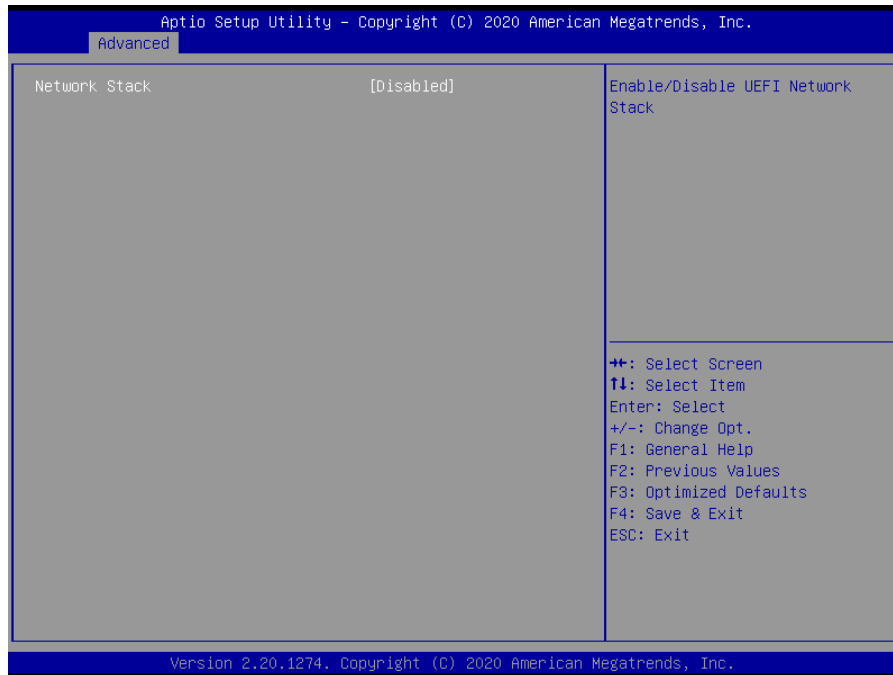 Aptio Setup Utility – Copyright (C) 2020 American Megatrends, Inc.
Advanced
Network Stack [Disabled]
Enable/Disable UEFI Network
Stack
→←: Select Screen
↑↓: Select Item
Enter: Select
+/-: Change Opt.
F1: General Help
F2: Previous Values
F3: Optimized Defaults
F4: Save & Exit
ESC: Exit
Version 2.20.1274. Copyright (C) 2020 American Megatrends, Inc.